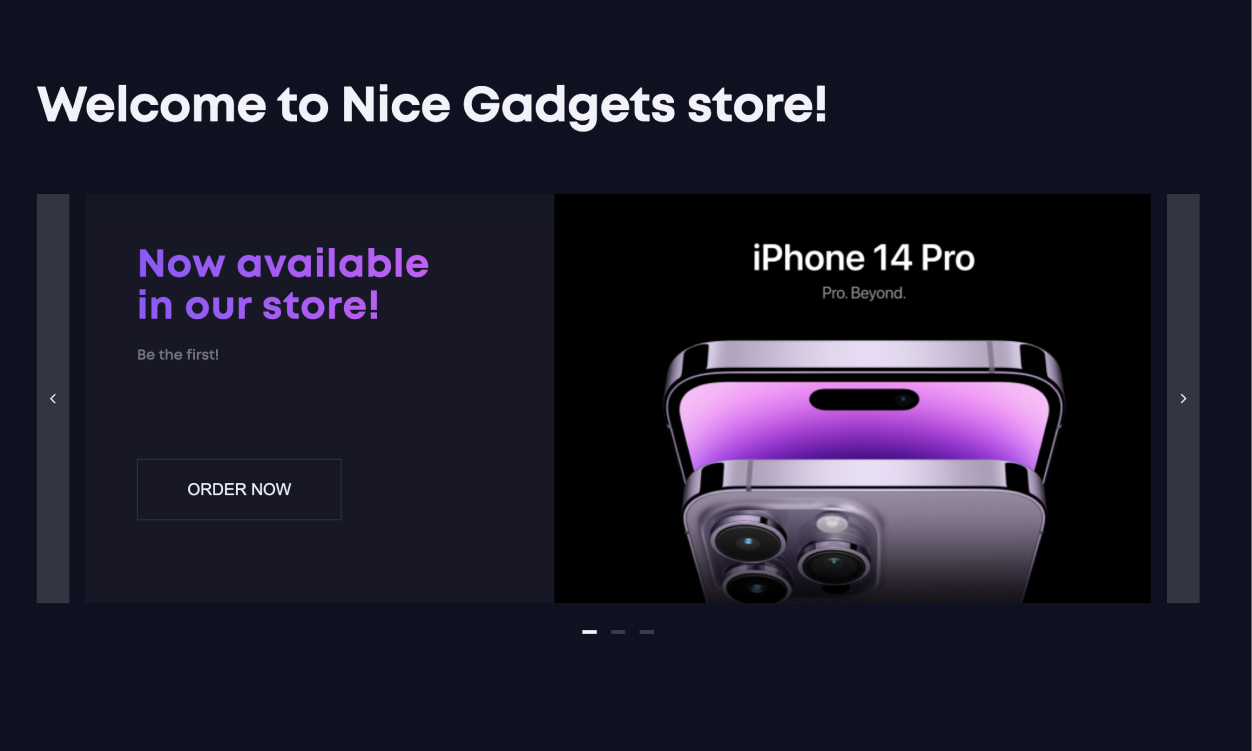 Welcome to Nice Gadgets store!
Now available
in our store!
Be the first!
ORDER NOW
iPhone 14 Pro
Pro. Beyond.